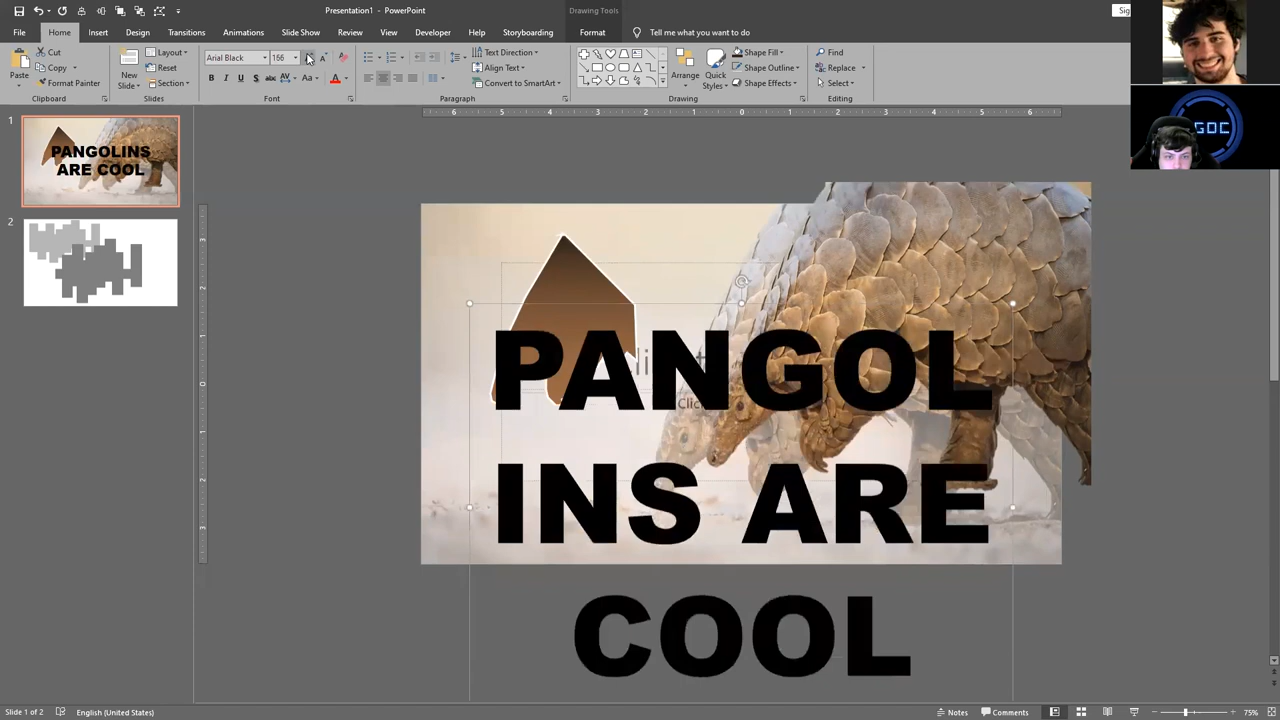 Presentation1 - PowerPoint
Drawing Tools
File Home Insert Design Transitions Animations Slide Show Review View Developer Help Storyboarding Format Tell me what you want to do
Paste
Cut
Copy
Format Painter
Clipboard
New
Slide
Layout
Reset
Section
Slides
Arial Black
166
Aa
Font
Text Direction
Align Text
Convert to SmartArt
Paragraph
Arrange
Quick
Styles
Shape Fill
Shape Outline
Shape Effects
Drawing
Find
Replace
Select
Editing
GDC
1
PANGOLINS
ARE COOL
2
PANGOL
INS ARE
COOL
Slide 1 of 2
English (United States)
Notes
Comments
75%